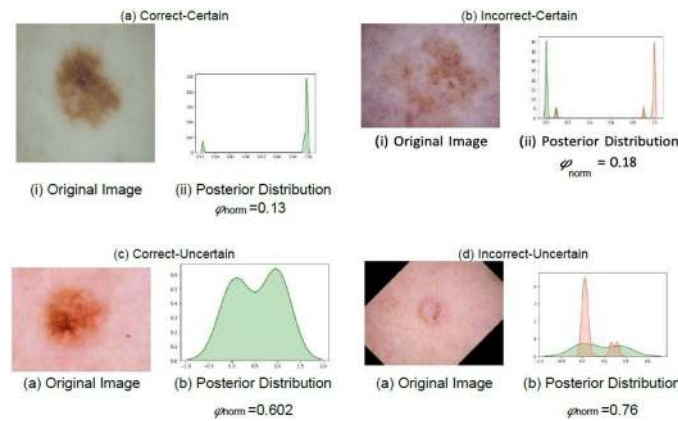 (a) Correct-Certain
(b) Incorrect-Certain
(i) Original Image
(ii) Posterior Distribution
φnorm =0.13
(i) Original Image
(ii) Posterior Distribution
φnorm = 0.18
(c) Correct-Uncertain
(d) Incorrect-Uncertain
(a) Original Image
(b) Posterior Distribution
φnorm=0.602
(a) Original Image
(b) Posterior Distribution
φnorm=0.76